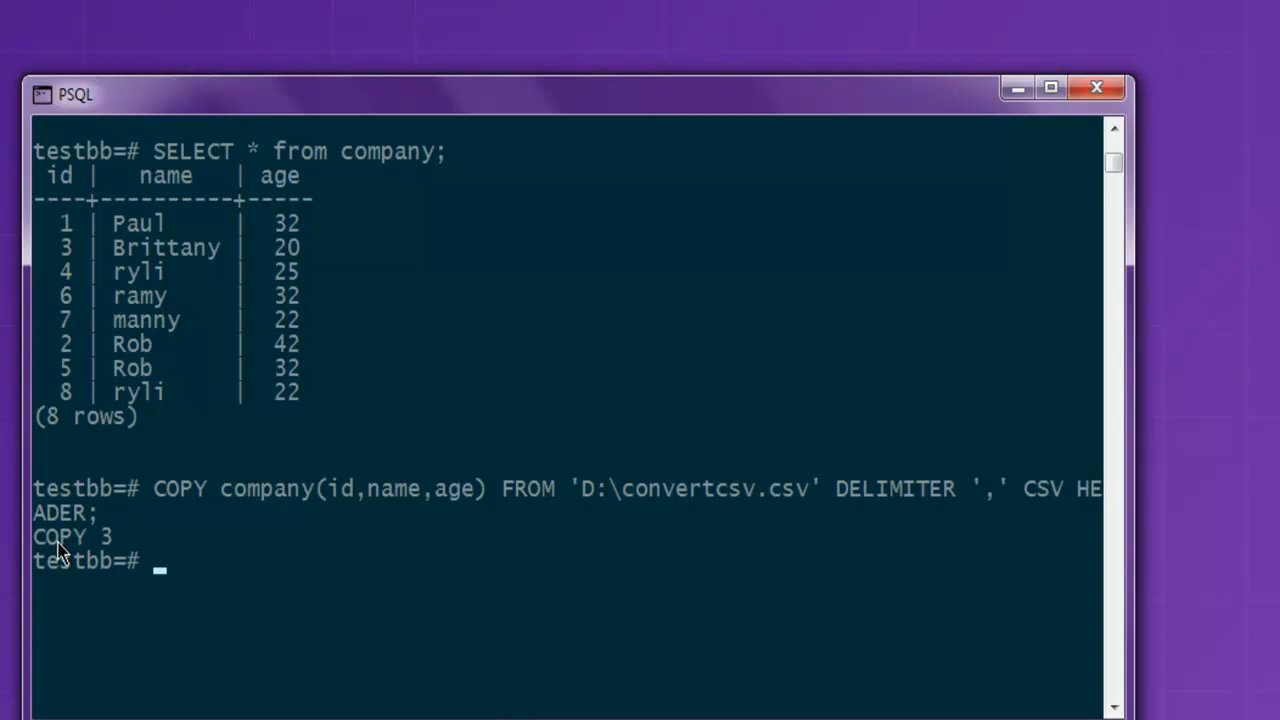 PSQL
testbb=# SELECT * from company;
 id |   name   | age
----+----------+-----
  1 | Paul     |  32
  3 | Brittany |  20
  4 | ryli     |  25
  6 | ramy     |  32
  7 | manny    |  22
  2 | Rob      |  42
  5 | Rob      |  32
  8 | ryli     |  22
(8 rows)
testbb=# COPY company(id,name,age) FROM 'D:\convertcsv.csv' DELIMITER ',' CSV HE
ADER;
COPY 3
testbb=#